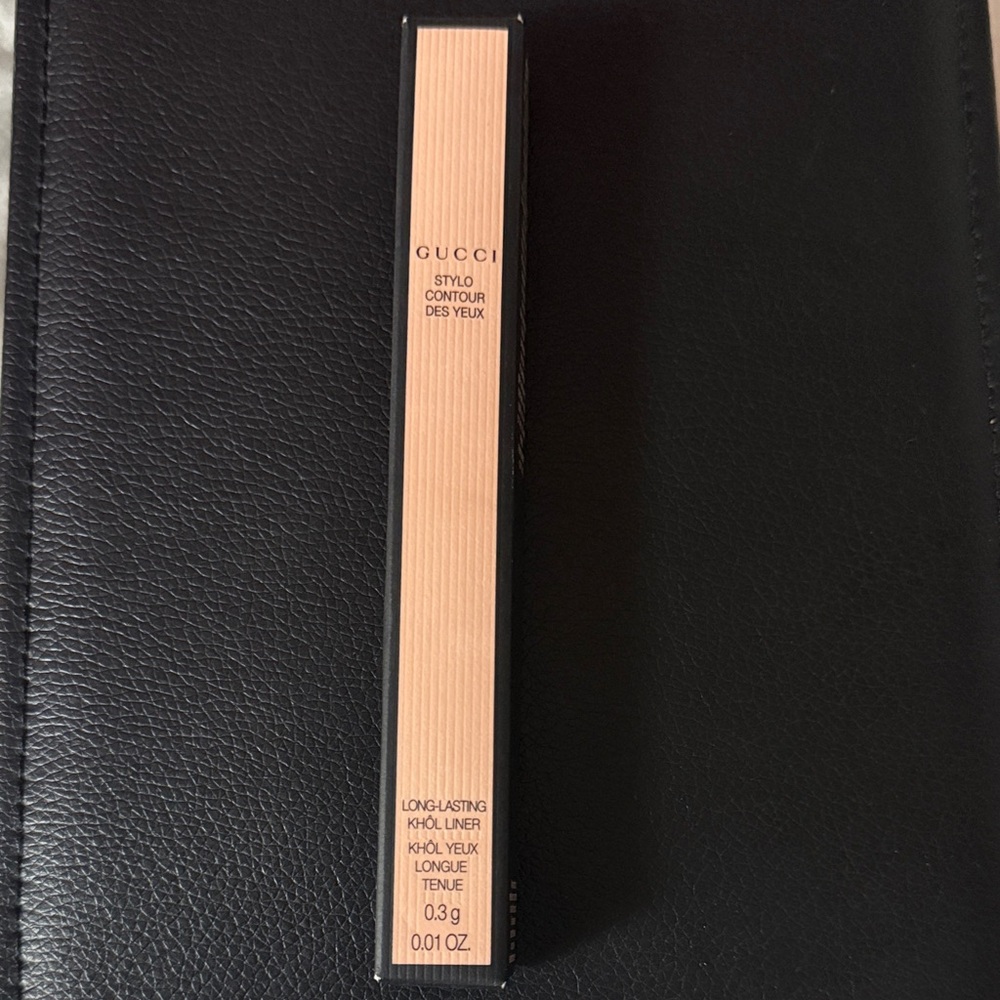 GUCCI
STYLO
CONTOUR
DES YEUX
LONG-LASTING
KHÔL LINER
KHÔL YEUX
LONGUE
TENUE
0.3 g
0.01 OZ.